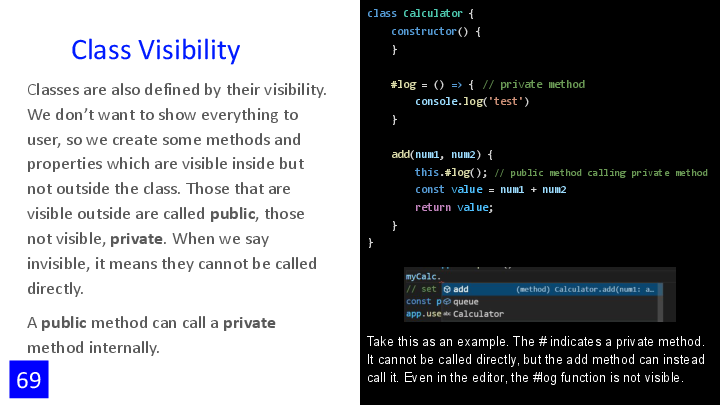 Class Visibility
Classes are also defined by their visibility.
We don’t want to show everything to
user, so we create some methods and
properties which are visible inside but
not outside the class. Those that are
visible outside are called public, those
not visible, private. When we say
invisible, it means they cannot be called
directly.
A public method can call a private
method internally.
69
class Calculator {
constructor() {
}
#log = () => { // private method
console.log('test')
}
add(num1, num2) {
this.#log(); // public method calling private method
const value = num1 + num2
return value;
}
}
myCalc.
// set add (method) Calculator.add(num1: a…
const p queue
app.use abc Calculator
Take this as an example. The # indicates a private method.
It cannot be called directly, but the add method can instead
call it. Even in the editor, the #log function is not visible.